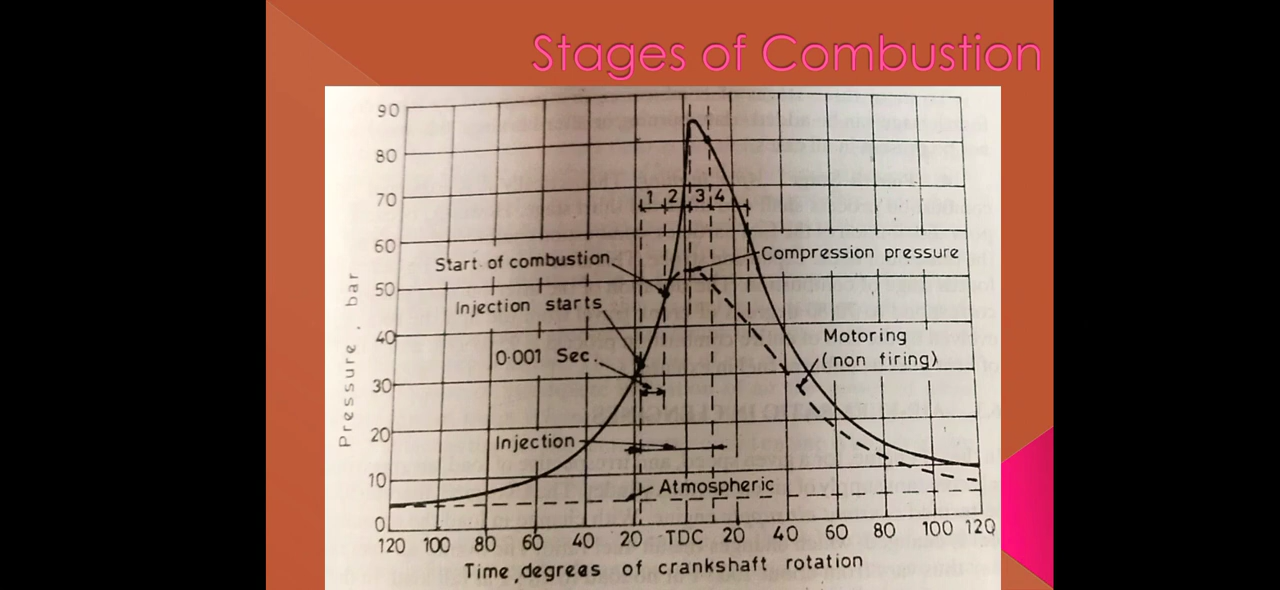 Stages of Combustion
90
80
70
60
50
40
30
20
10
0
Pressure, bar
1 2 3 4
Start of combustion
Compression pressure
Injection starts
0.001 Sec.
Motoring
(non firing)
Injection
Atmospheric
120 100 80 60 40 20 TDC 20 40 60 80 100 120
Time, degrees of crankshaft rotation